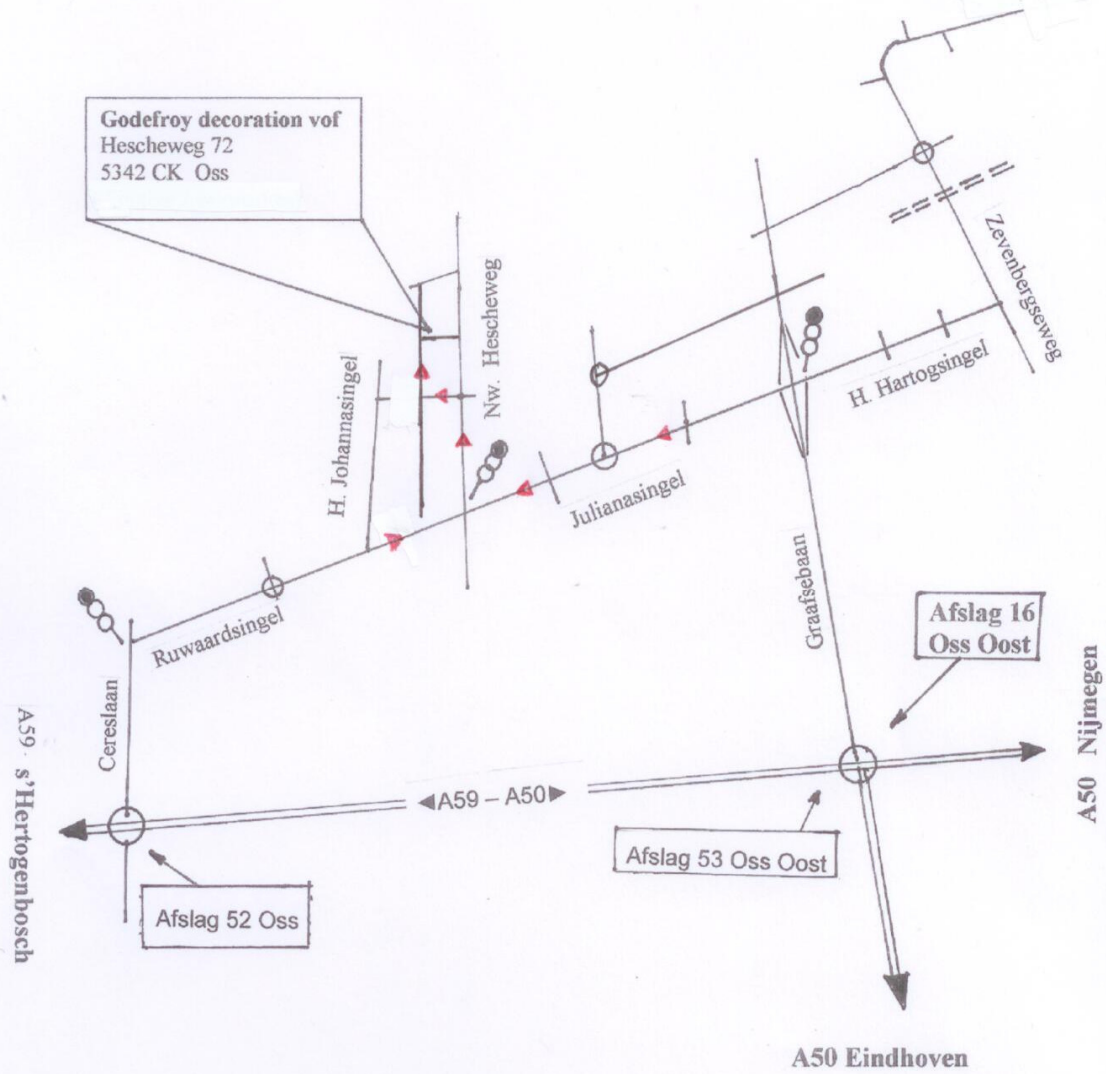 Godefroy decoration vof
Hescheweg 72
5342 CK Oss
Zevenbergseweg
H. Hartogsingel
Nw. Hescheweg
H. Johannasingel
Julianasingel
Graafsebaan
Ruwaardsingel
Cereslaan
Afslag 16
Oss Oost
A50 Nijmegen
A59 s'Hertogenbosch
◄A59 – A50►
Afslag 53 Oss Oost
Afslag 52 Oss
A50 Eindhoven